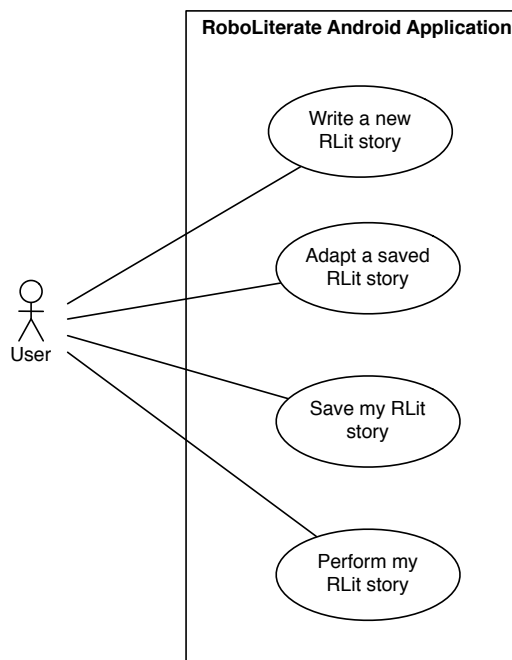 RoboLiterate Android Application
Write a new
RLit story
Adapt a saved
RLit story
User
Save my RLit
story
Perform my
RLit story